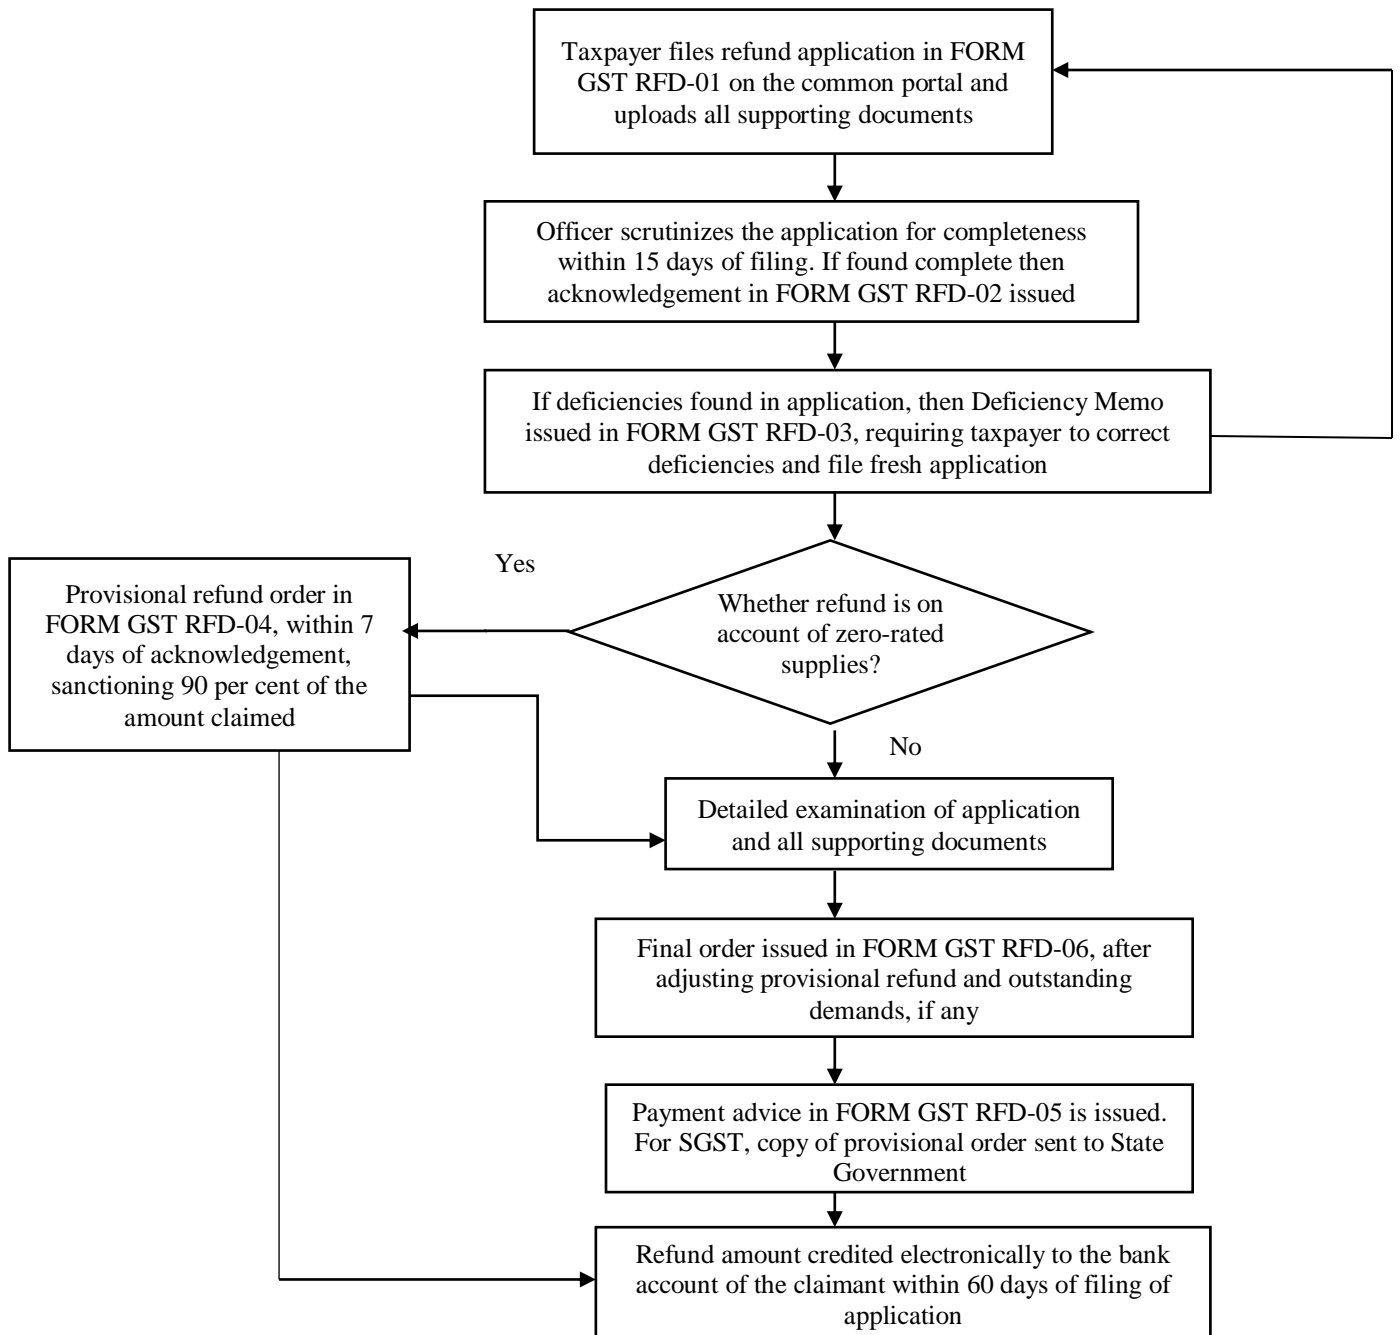 Taxpayer files refund application in FORM
GST RFD-01 on the common portal and
uploads all supporting documents
Officer scrutinizes the application for completeness
within 15 days of filing. If found complete then
acknowledgement in FORM GST RFD-02 issued
If deficiencies found in application, then Deficiency Memo
issued in FORM GST RFD-03, requiring taxpayer to correct
deficiencies and file fresh application
Yes
Provisional refund order in
FORM GST RFD-04, within 7
days of acknowledgement,
sanctioning 90 per cent of the
amount claimed
Whether refund is on
account of zero-rated
supplies?
No
Detailed examination of application
and all supporting documents
Final order issued in FORM GST RFD-06, after
adjusting provisional refund and outstanding
demands, if any
Payment advice in FORM GST RFD-05 is issued.
For SGST, copy of provisional order sent to State
Government
Refund amount credited electronically to the bank
account of the claimant within 60 days of filing of
application